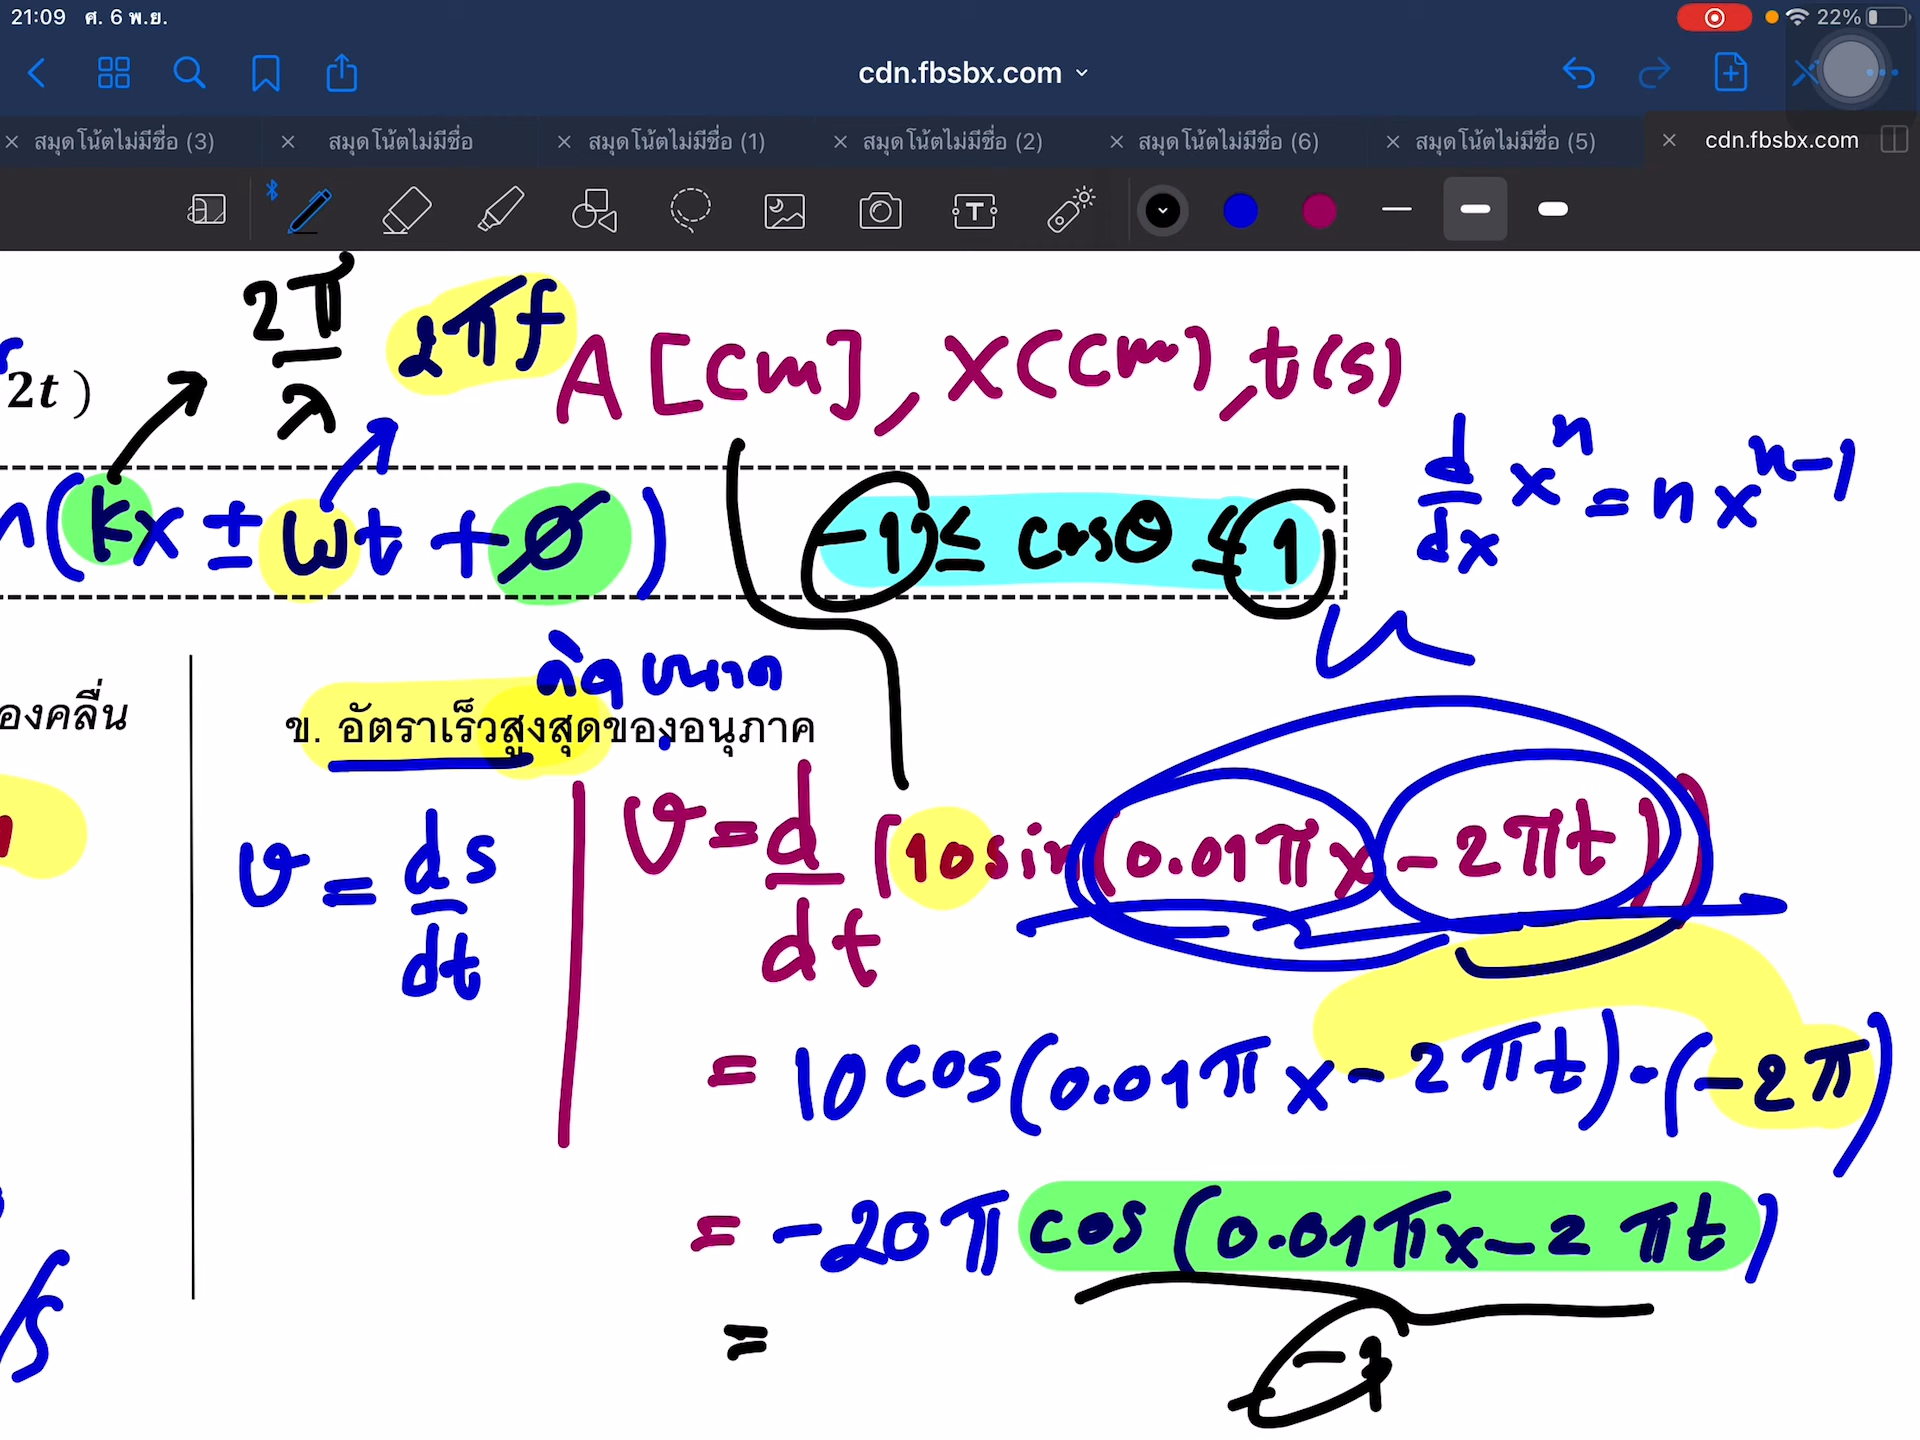 21:09 ศ. 6 พ.ย.
22%
cdn.fbsbx.com
สมุดโน้ตไม่มีชื่อ (3)
สมุดโน้ตไม่มีชื่อ
สมุดโน้ตไม่มีชื่อ (1)
สมุดโน้ตไม่มีชื่อ (2)
สมุดโน้ตไม่มีชื่อ (6)
สมุดโน้ตไม่มีชื่อ (5)
cdn.fbsbx.com
2π/λ
2πf
A [cm], x(cm), t(s)
2t )
d/dx xⁿ = n xⁿ⁻¹
n(kx ± ωt + ø)
-1 ≤ cosθ ≤ 1
u
คิดขนาด
องคลื่น
ข. อัตราเร็วสูงสุดของอนุภาค
v = ds/dt
v = d/dt (10 sin(0.01πx - 2πt))
= 10 cos(0.01πx - 2πt) · (-2π)
= -20π cos(0.01πx - 2πt)
/s
=
-1